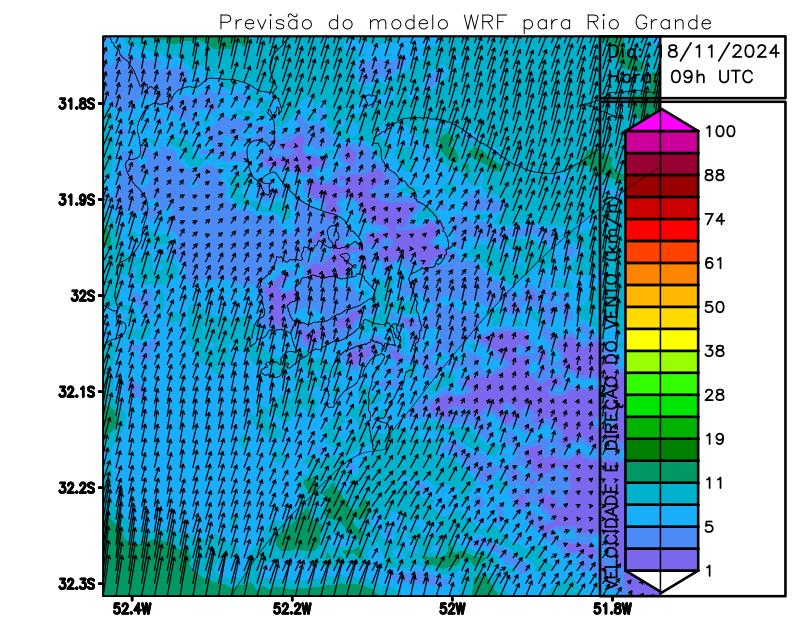 Previsão do modelo WRF para Rio Grande
Dia: 8/11/2024
Hora: 09h UTC
31.8S
31.9S
32S
32.1S
32.2S
32.3S
52.4W
52.2W
52W
51.8W
VELOCIDADE E DIREÇÃO DO VENTO (km/h)
100
88
74
61
50
38
28
19
11
5
1